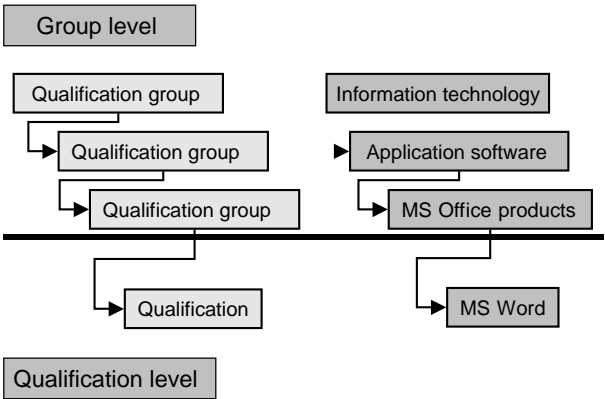 Group level
Qualification group
Information technology
Qualification group
Application software
Qualification group
MS Office products
Qualification
MS Word
Qualification level